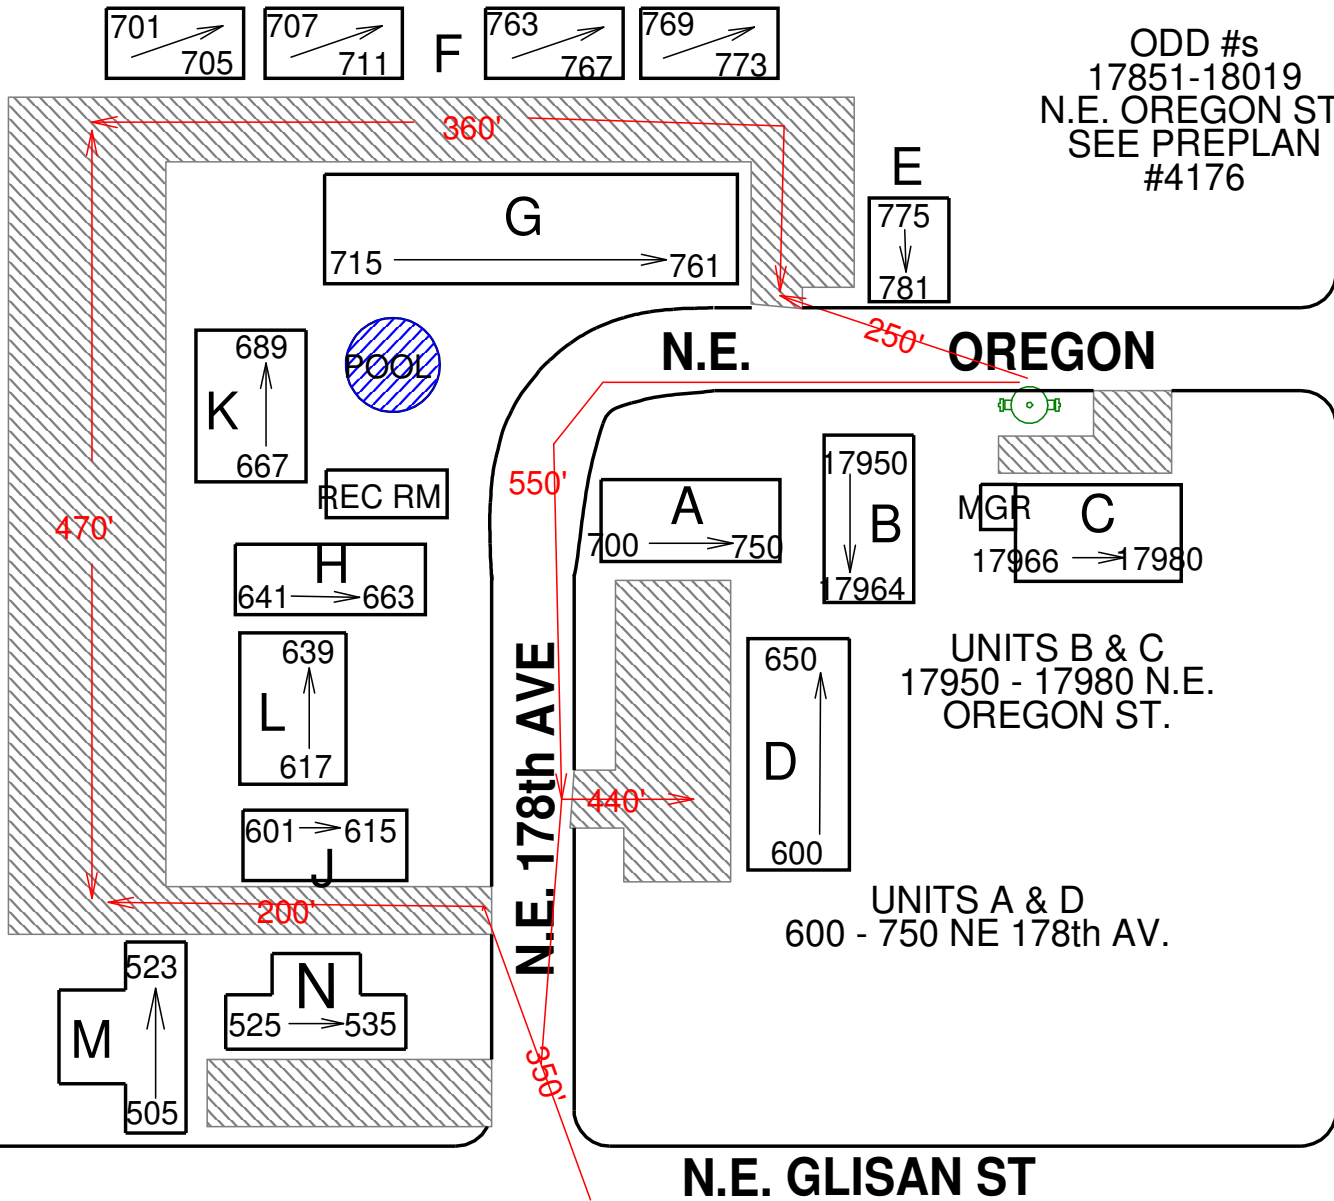 701
705
707
711
F
763
767
769
773
ODD #s
17851-18019
N.E. OREGON ST
SEE PREPLAN
#4176
360'
E
775
781
G
715
761
250'
N.E. OREGON
689
K
667
POOL
REC RM
550'
470'
A
700
750
17950
B
17964
MGR
C
17966
17980
H
641
663
639
L
617
N.E. 178th AVE
650
D
600
UNITS B & C
17950 - 17980 N.E.
OREGON ST.
440'
601
615
J
UNITS A & D
600 - 750 NE 178th AV.
200'
523
M
505
N
525
535
350'
N.E. GLISAN ST